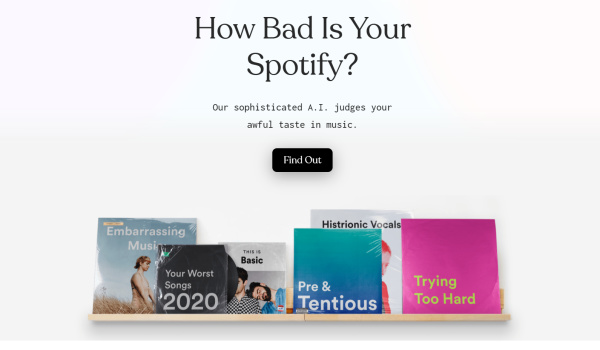 How Bad Is Your
Spotify?
Our sophisticated A.I. judges your
awful taste in music.
Find Out
Embarrassing
Music
Your Worst
Songs
2020
THIS IS
Basic
Histrionic Vocals
Pre &
Tentious
Trying
Too Hard